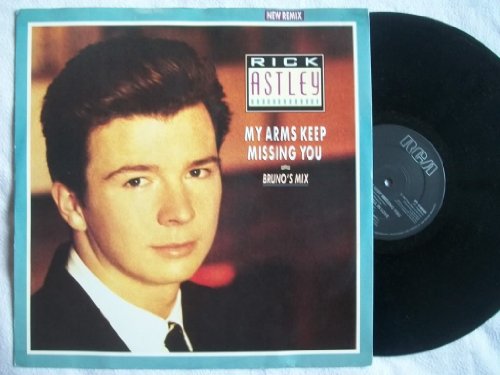 NEW REMIX
RICK
ASTLEY
MY ARMS KEEP
MISSING YOU
BRUNO'S MIX
RCA